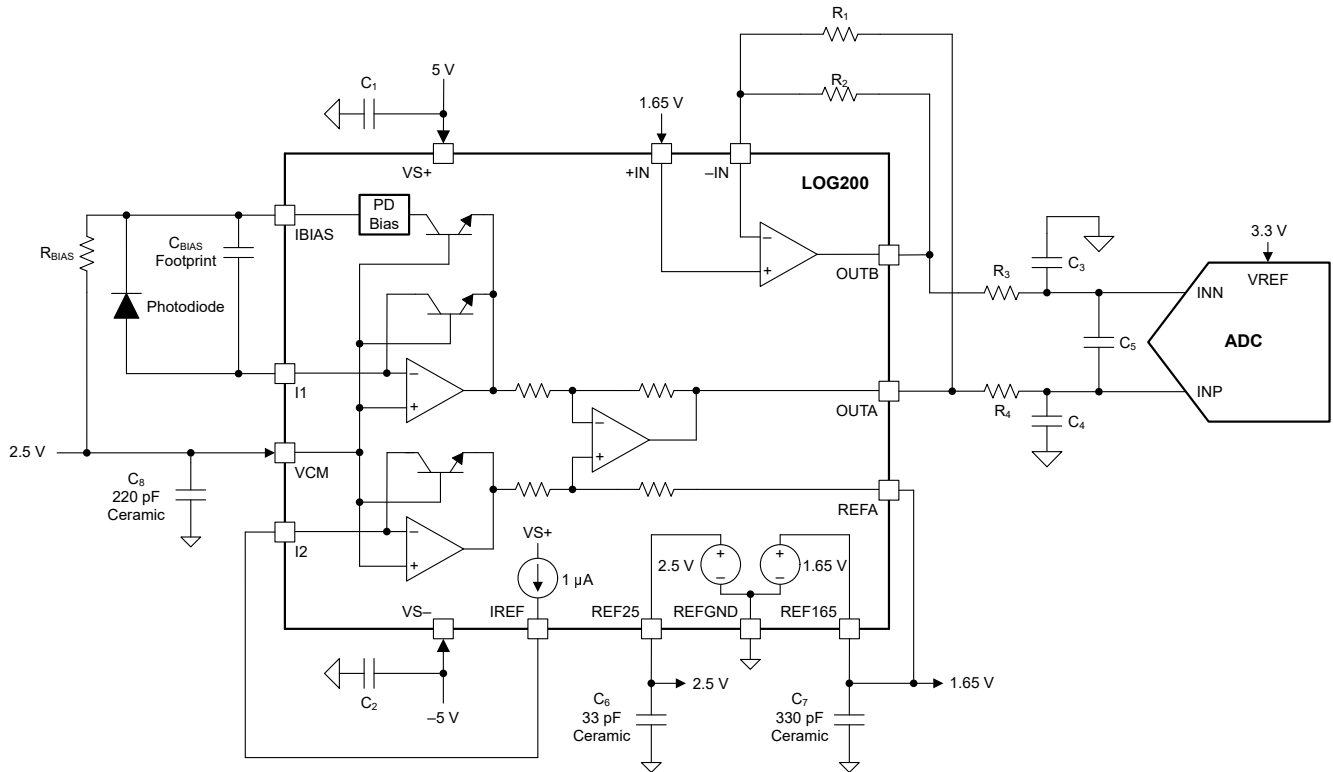 R1
R2
5 V
C1
1.65 V
VS+
+IN
–IN
LOG200
PD
Bias
IBIAS
RBIAS
CBIAS
Footprint
Photodiode
–
+
OUTB
R3
C3
3.3 V
VREF
INN
ADC
C5
INP
R4
C4
I1
–
+
OUTA
–
+
2.5 V
VCM
C8
220 pF
Ceramic
REFA
I2
–
+
VS+
1 µA
2.5 V
+
–
+
–
1.65 V
VS–
IREF
REF25
REFGND
REF165
C2
–5 V
2.5 V
1.65 V
C6
33 pF
Ceramic
C7
330 pF
Ceramic